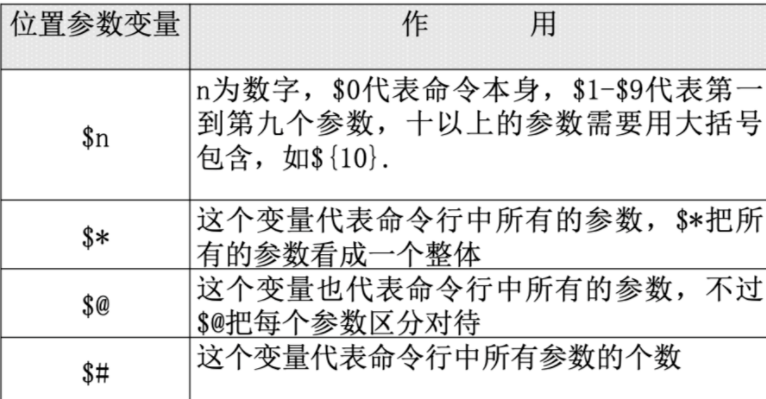 位置参数变量 作 用
$n
n为数字，$0代表命令本身，$1-$9代表第一
到第九个参数，十以上的参数需要用大括号
包含，如${10}.
$*
这个变量代表命令行中所有的参数，$*把所
有的参数看成一个整体
$@
这个变量也代表命令行中所有的参数，不过
$@把每个参数区分对待
$#
这个变量代表命令行中所有参数的个数